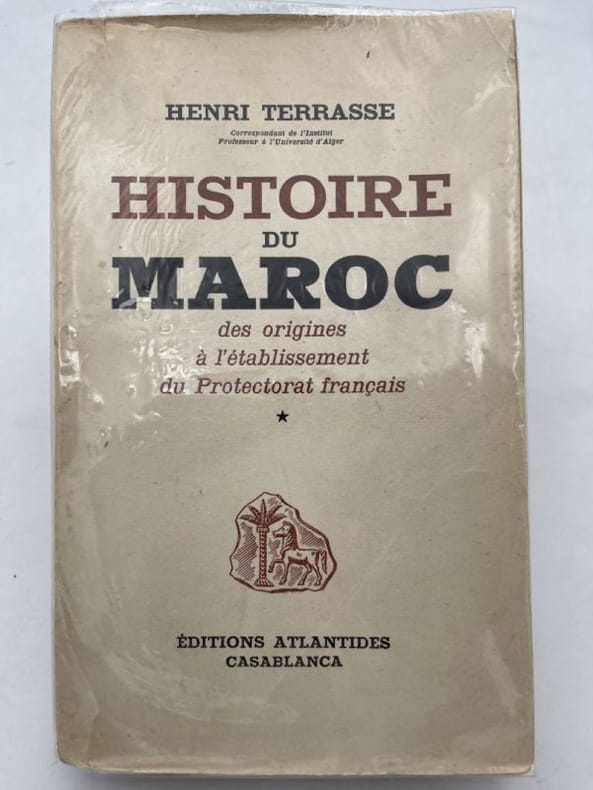 HENRI TERRASSE
Correspondant de l'Institut
Professeur à l'Université d'Alger
HISTOIRE
DU
MAROC
des origines
à l'établissement
du Protectorat français
★
ÉDITIONS ATLANTIDES
CASABLANCA